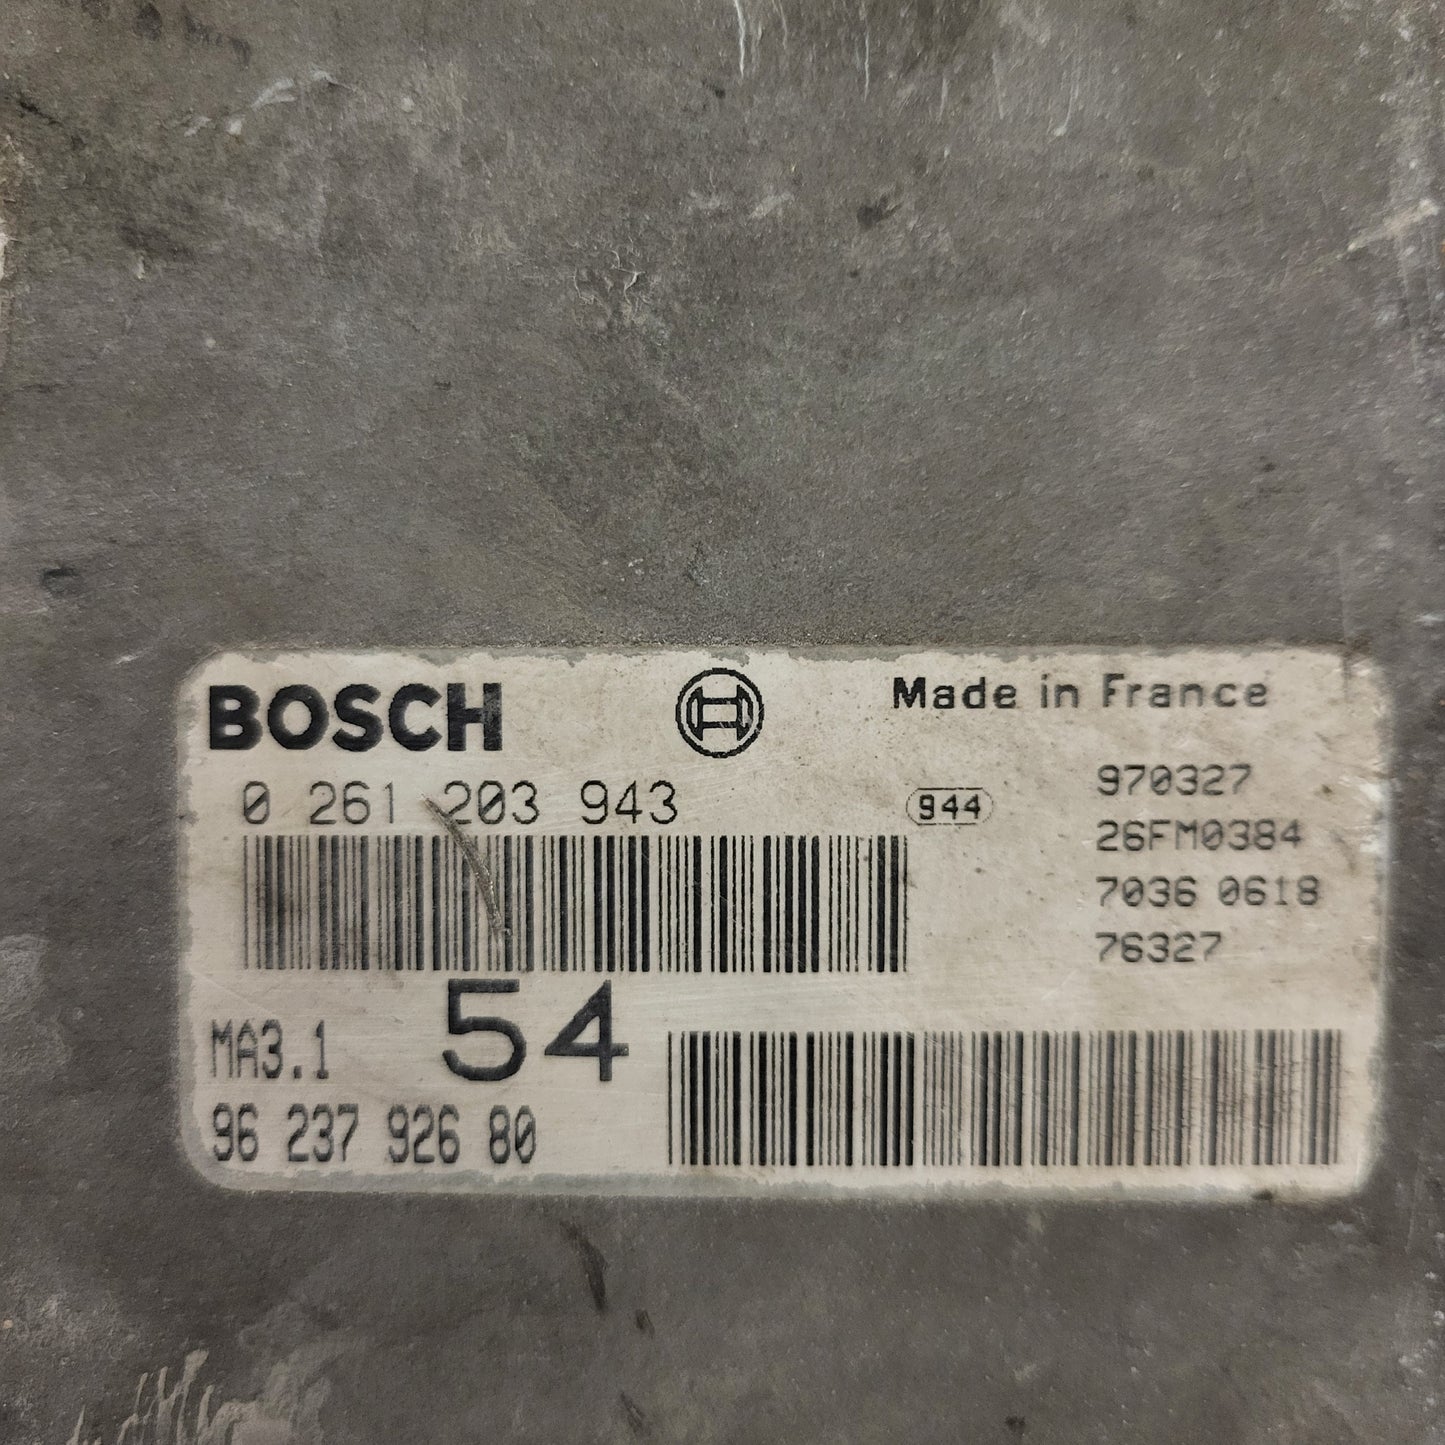 BOSCH
Made in France
0 261 203 943
944
970327
26FM0384
7036 0618
76327
MA3.1
54
96 237 926 80